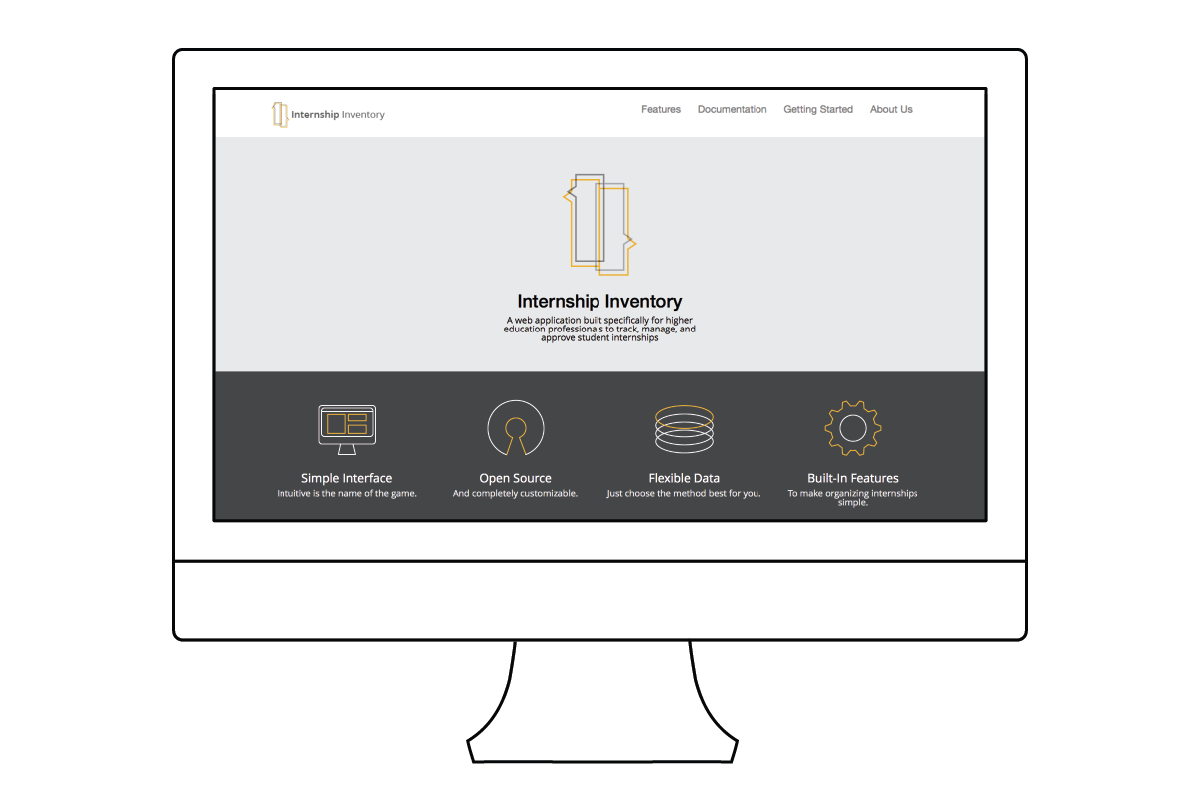 Internship Inventory
Features Documentation Getting Started About Us
Internship Inventory
A web application built specifically for higher
education professionas to track, manage, and
approve student internships
Simple Interface
Intuitive is the name of the game.
Open Source
And completely customizable.
Flexible Data
Just choose the method best for you.
Built-In Features
To make organizing internships
simple.